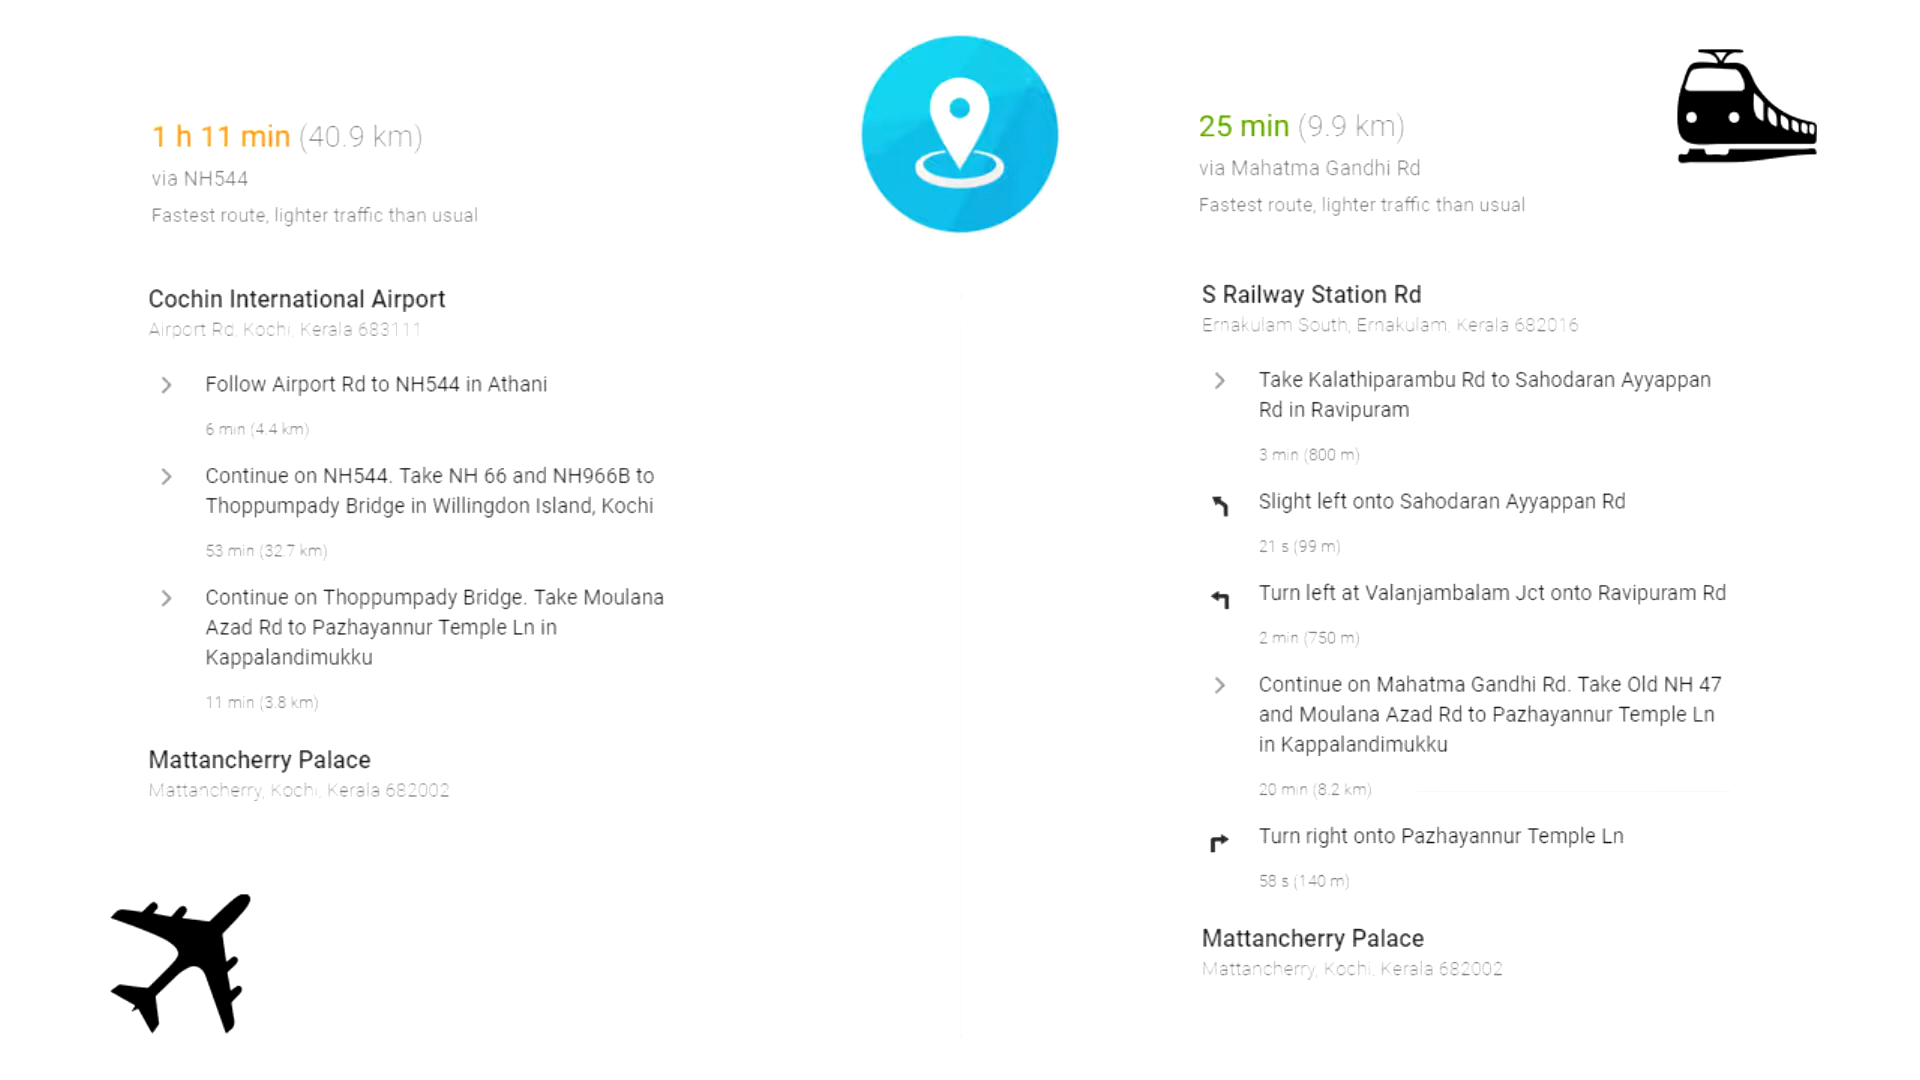 1 h 11 min (40.9 km)
via NH544
Fastest route, lighter traffic than usual
Cochin International Airport
Airport Rd, Kochi, Kerala 683111
Follow Airport Rd to NH544 in Athani
6 min (4.4 km)
Continue on NH544. Take NH 66 and NH966B to
Thoppumpady Bridge in Willingdon Island, Kochi
53 min (32.7 km)
Continue on Thoppumpady Bridge. Take Moulana
Azad Rd to Pazhayannur Temple Ln in
Kappalandimukku
11 min (3.8 km)
Mattancherry Palace
Mattancherry, Kochi, Kerala 682002
25 min (9.9 km)
via Mahatma Gandhi Rd
Fastest route, lighter traffic than usual
S Railway Station Rd
Ernakulam South, Ernakulam, Kerala 682016
Take Kalathiparambu Rd to Sahodaran Ayyappan
Rd in Ravipuram
3 min (800 m)
Slight left onto Sahodaran Ayyappan Rd
21 s (99 m)
Turn left at Valanjambalam Jct onto Ravipuram Rd
2 min (750 m)
Continue on Mahatma Gandhi Rd. Take Old NH 47
and Moulana Azad Rd to Pazhayannur Temple Ln
in Kappalandimukku
20 min (8.2 km)
Turn right onto Pazhayannur Temple Ln
58 s (140 m)
Mattancherry Palace
Mattancherry, Kochi, Kerala 682002